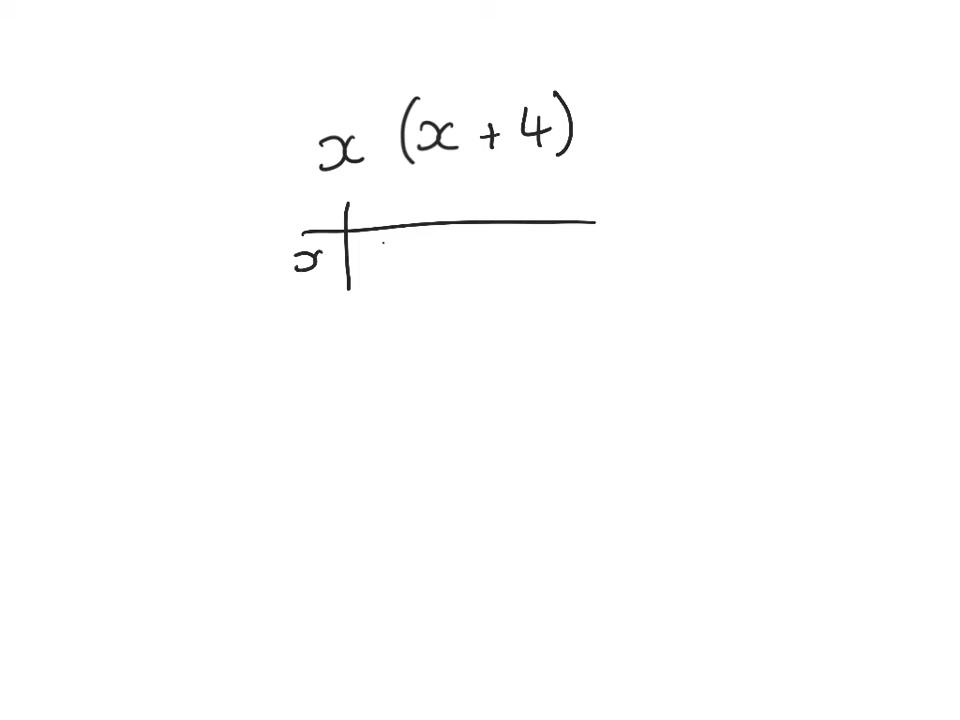 x (x + 4)
x